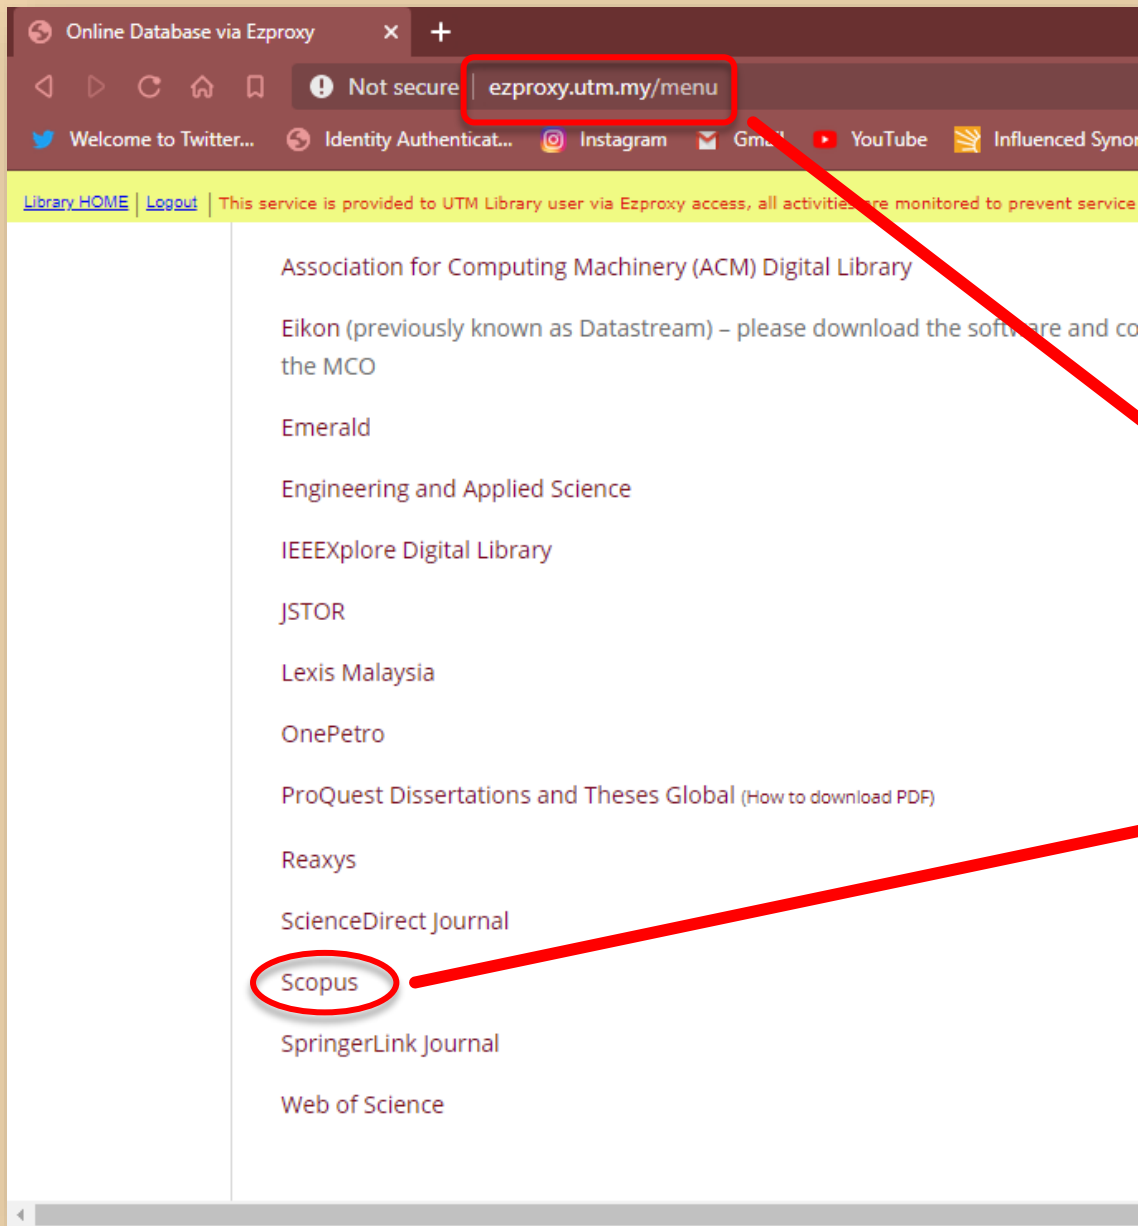 Online Database via Ezproxy
Not secure | ezproxy.utm.my/menu
Welcome to Twitter... Identity Authenticat... Instagram Gmail YouTube Influenced Synor
Library HOME | Logout | This service is provided to UTM Library user via Ezproxy access, all activities are monitored to prevent service
Association for Computing Machinery (ACM) Digital Library
Eikon (previously known as Datastream) – please download the software and co
the MCO
Emerald
Engineering and Applied Science
IEEEXplore Digital Library
JSTOR
Lexis Malaysia
OnePetro
ProQuest Dissertations and Theses Global (How to download PDF)
Reaxys
ScienceDirect Journal
Scopus
SpringerLink Journal
Web of Science